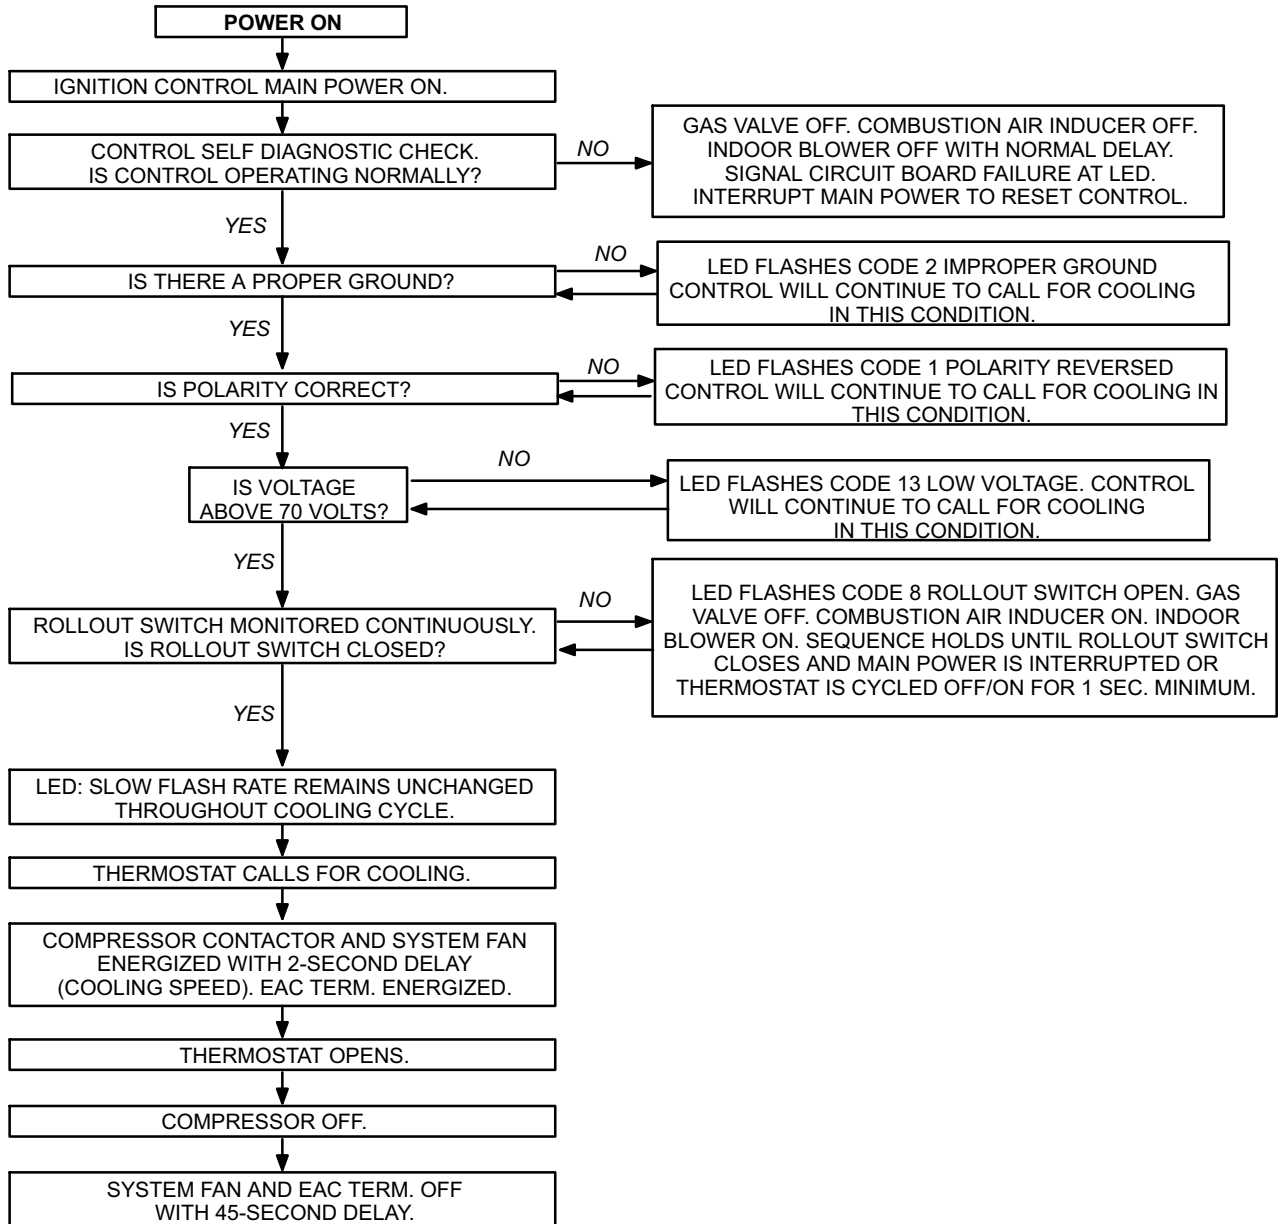 POWER ON
IGNITION CONTROL MAIN POWER ON.
CONTROL SELF DIAGNOSTIC CHECK.
IS CONTROL OPERATING NORMALLY?
NO
GAS VALVE OFF. COMBUSTION AIR INDUCER OFF.
INDOOR BLOWER OFF WITH NORMAL DELAY.
SIGNAL CIRCUIT BOARD FAILURE AT LED.
INTERRUPT MAIN POWER TO RESET CONTROL.
YES
IS THERE A PROPER GROUND?
NO
LED FLASHES CODE 2 IMPROPER GROUND
CONTROL WILL CONTINUE TO CALL FOR COOLING
IN THIS CONDITION.
YES
IS POLARITY CORRECT?
NO
LED FLASHES CODE 1 POLARITY REVERSED
CONTROL WILL CONTINUE TO CALL FOR COOLING IN
THIS CONDITION.
YES
IS VOLTAGE
ABOVE 70 VOLTS?
NO
LED FLASHES CODE 13 LOW VOLTAGE. CONTROL
WILL CONTINUE TO CALL FOR COOLING
IN THIS CONDITION.
YES
ROLLOUT SWITCH MONITORED CONTINUOUSLY.
IS ROLLOUT SWITCH CLOSED?
NO
LED FLASHES CODE 8 ROLLOUT SWITCH OPEN. GAS
VALVE OFF. COMBUSTION AIR INDUCER ON. INDOOR
BLOWER ON. SEQUENCE HOLDS UNTIL ROLLOUT SWITCH
CLOSES AND MAIN POWER IS INTERRUPTED OR
THERMOSTAT IS CYCLED OFF/ON FOR 1 SEC. MINIMUM.
YES
LED: SLOW FLASH RATE REMAINS UNCHANGED
THROUGHOUT COOLING CYCLE.
THERMOSTAT CALLS FOR COOLING.
COMPRESSOR CONTACTOR AND SYSTEM FAN
ENERGIZED WITH 2-SECOND DELAY
(COOLING SPEED). EAC TERM. ENERGIZED.
THERMOSTAT OPENS.
COMPRESSOR OFF.
SYSTEM FAN AND EAC TERM. OFF
WITH 45-SECOND DELAY.